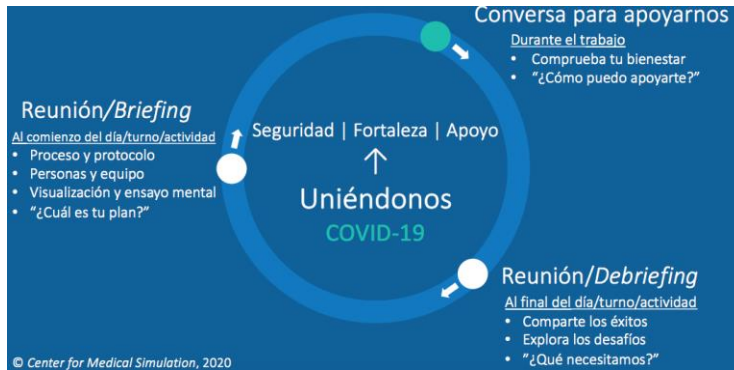 Conversa para apoyarnos
Durante el trabajo
• Comprueba tu bienestar
• "¿Cómo puedo apoyarte?"
Reunión/Briefing
Al comienzo del día/turno/actividad
• Proceso y protocolo
• Personas y equipo
• Visualización y ensayo mental
• "¿Cuál es tu plan?"
Seguridad | Fortaleza | Apoyo
Uniéndonos
COVID-19
Reunión/Debriefing
Al final del día/turno/actividad
• Comparte los éxitos
• Explora los desafíos
• "¿Qué necesitamos?"
© Center for Medical Simulation, 2020